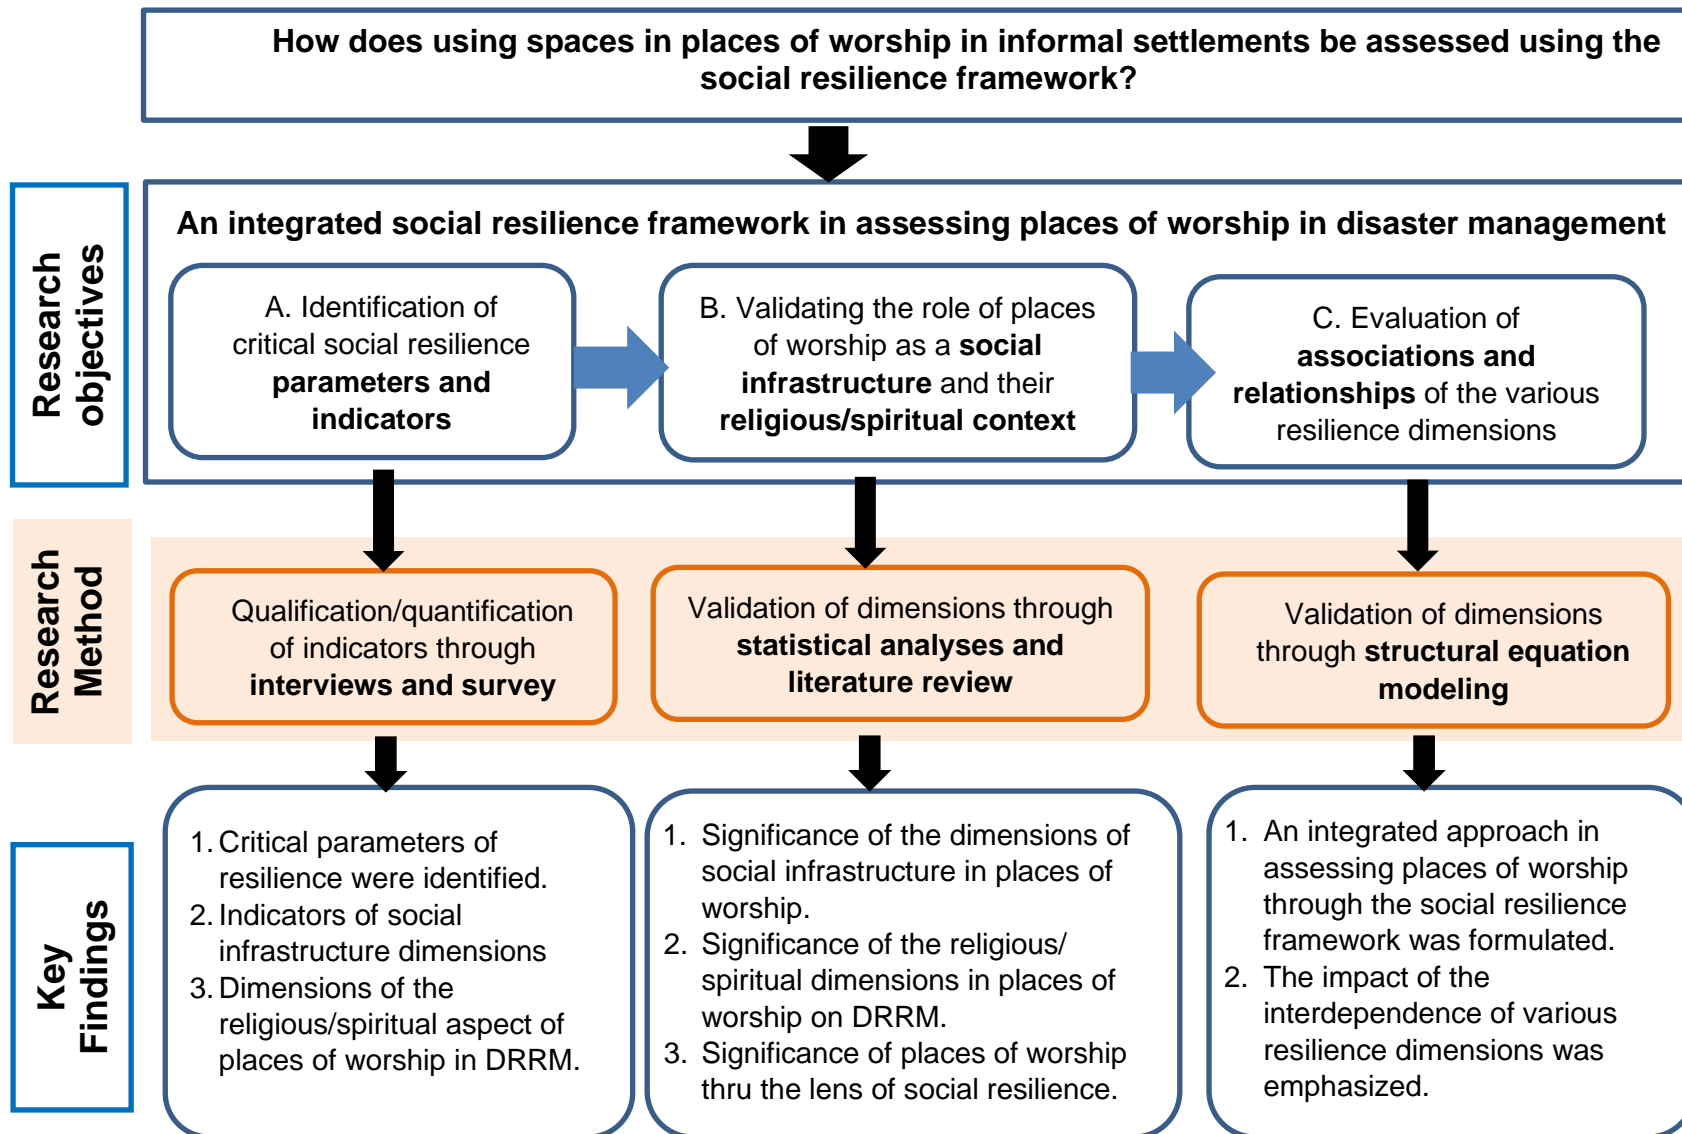 How does using spaces in places of worship in informal settlements be assessed using the
social resilience framework?
Research
objectives
An integrated social resilience framework in assessing places of worship in disaster management
A. Identification of
critical social resilience
parameters and
indicators
B. Validating the role of places
of worship as a social
infrastructure and their
religious/spiritual context
C. Evaluation of
associations and
relationships of the various
resilience dimensions
Research
Method
Qualification/quantification
of indicators through
interviews and survey
Validation of dimensions through
statistical analyses and
literature review
Validation of dimensions
through structural equation
modeling
Key
Findings
1. Critical parameters of
resilience were identified.
2. Indicators of social
infrastructure dimensions
3. Dimensions of the
religious/spiritual aspect of
places of worship in DRRM.
1. Significance of the dimensions of
social infrastructure in places of
worship.
2. Significance of the religious/
spiritual dimensions in places of
worship on DRRM.
3. Significance of places of worship
thru the lens of social resilience.
1. An integrated approach in
assessing places of worship
through the social resilience
framework was formulated.
2. The impact of the
interdependence of various
resilience dimensions was
emphasized.